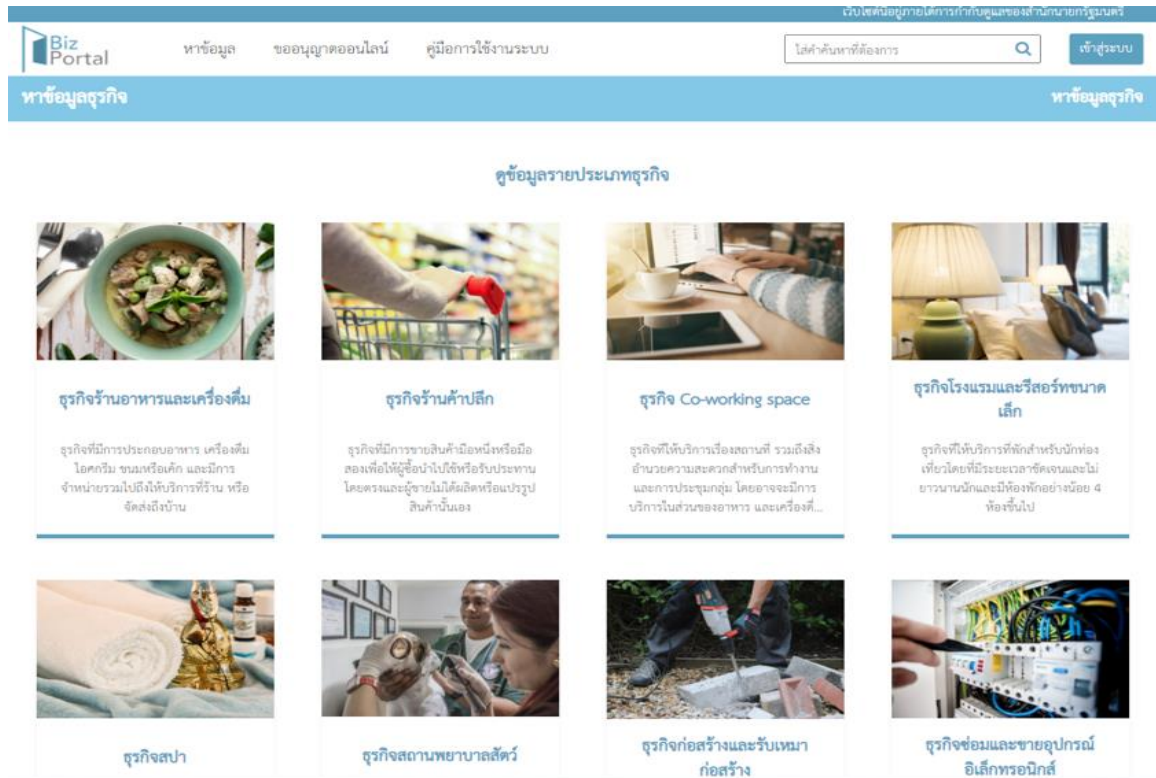 เว็บไซต์นี้อยู่ภายใต้การกำกับดูแลของสำนักนายกรัฐมนตรี
Biz
Portal
หาข้อมูล
ขออนุญาตออนไลน์
คู่มือการใช้งานระบบ
ใส่คำค้นหาที่ต้องการ
เข้าสู่ระบบ
หาข้อมูลธุรกิจ
หาข้อมูลธุรกิจ
ดูข้อมูลรายประเภทธุรกิจ
ธุรกิจร้านอาหารและเครื่องดื่ม
ธุรกิจที่มีการประกอบอาหาร เครื่องดื่ม
ไอศกรีม ขนมหรือเค้ก และมีการ
จำหน่ายรวมไปถึงให้บริการที่ร้าน หรือ
จัดส่งถึงบ้าน
ธุรกิจร้านค้าปลีก
ธุรกิจที่มีการขายสินค้ามือหนึ่งหรือมือ
สองเพื่อให้ผู้ซื้อนำไปใช้หรือรับประทาน
โดยตรงและผู้ขายไม่ได้ผลิตหรือแปรรูป
สินค้านั้นเอง
ธุรกิจ Co-working space
ธุรกิจที่ให้บริการเรื่องสถานที่ รวมถึงสิ่ง
อำนวยความสะดวกสำหรับการทำงาน
และการประชุมกลุ่ม โดยอาจจะมีการ
บริการในส่วนของอาหาร และเครื่องดื่...
ธุรกิจโรงแรมและรีสอร์ทขนาด
เล็ก
ธุรกิจที่ให้บริการที่พักสำหรับนักท่อง
เที่ยวโดยที่มีระยะเวลาชัดเจนและไม่
ยาวนานนักและมีห้องพักอย่างน้อย 4
ห้องขึ้นไป
ธุรกิจสปา
ธุรกิจสถานพยาบาลสัตว์
ธุรกิจก่อสร้างและรับเหมา
ก่อสร้าง
ธุรกิจซ่อมและขายอุปกรณ์
อิเล็กทรอนิกส์